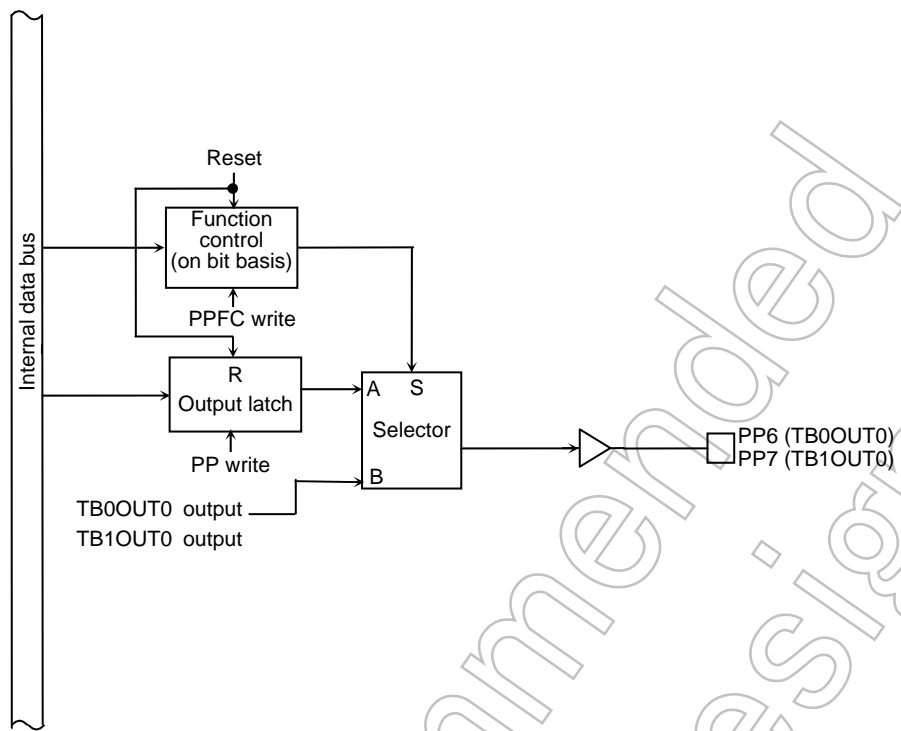 Reset
Function
control
(on bit basis)
PPFC write
Internal data bus
R
Output latch
PP write
A
S
Selector
B
TB0OUT0 output
TB1OUT0 output
PP6 (TB0OUT0)
PP7 (TB1OUT0)